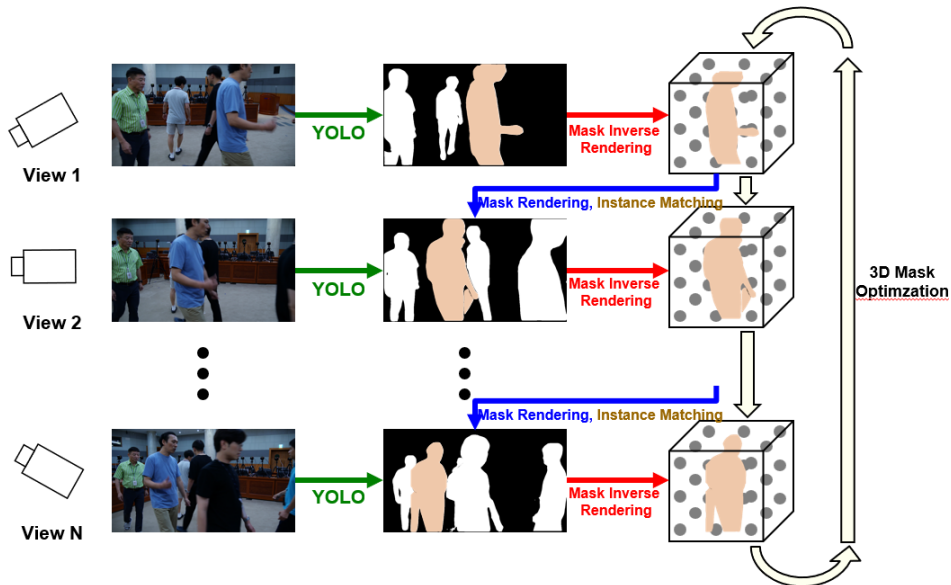 YOLO
Mask Inverse
Rendering
View 1
Mask Rendering, Instance Matching
YOLO
Mask Inverse
Rendering
3D Mask
Optimzation
View 2
Mask Rendering, Instance Matching
YOLO
Mask Inverse
Rendering
View N